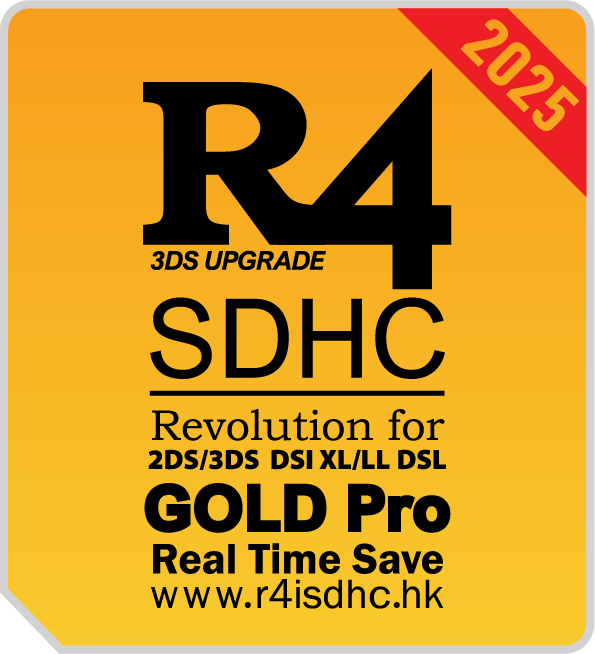 2025
R4
3DS UPGRADE
SDHC
Revolution for
2DS/3DS DSI XL/LL DSL
GOLD Pro
Real Time Save
www.r4isdhc.hk